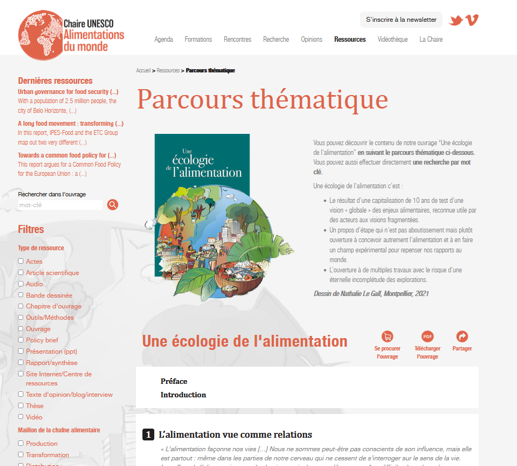 Chaire UNESCO
Alimentations
du monde
S'inscrire à la newsletter
Agenda Formations Rencontres Recherche Opinions Ressources Vidéothèque La Chaire
Accueil > Ressources > Parcours thématique
Parcours thématique
Dernières ressources
Urban governance for food security (...)
With a population of 2.5 million people, the
city of Belo Horizonte, (...)
A long food movement : transforming (...)
In this report, IPES-Food and the ETC Group
map out two very different (...)
Towards a common food policy for (...)
This report argues for a Common Food Policy
for the European Union : a (...)
Rechercher dans l'ouvrage
mot-clé
Filtres
Type de ressource
Actes
Article scientifique
Audio
Bande dessinée
Chapitre d'ouvrage
Outils/Méthodes
Ouvrage
Policy brief
Présentation (ppt)
Rapport/synthèse
Site Internet/Centre de
ressources
Texte d'opinion/blog/interview
Thèse
Vidéo
Maillon de la chaîne alimentaire
Production
Transformation
Distribution
Une
écologie
de l'alimentation
Vous pouvez découvrir le contenu de notre ouvrage "Une écologie
de l'alimentation" en suivant le parcours thématique ci-dessous.
Vous pouvez aussi effectuer directement une recherche par mot
clé.
Une écologie de l'alimentation c'est :
Le résultat d'une capitalisation de 10 ans de test d'une
vision « globale » des enjeux alimentaires, reconnue utile par
des acteurs aux visions fragmentées.
Un propos d'étape qui n'est pas aboutissement mais plutôt
ouverture à concevoir autrement l'alimentation et à en faire
un champ expérimental pour repenser nos rapports au
monde.
L'ouverture à de multiples travaux avec le risque d'une
éternelle incomplétude des explorations.
Dessin de Nathalie Le Gall, Montpellier, 2021
Une écologie de l'alimentation
Se procurer
l'ouvrage
PDF
Télécharger
l'ouvrage
Partager
Préface
Introduction
1 L'alimentation vue comme relations
« L'alimentation façonne nos vies [...] Nous ne sommes peut-être pas conscients de son influence, mais elle
est partout : même dans les parties de notre cerveau qui ne cessent de s'interroger sur le sens de la vie.